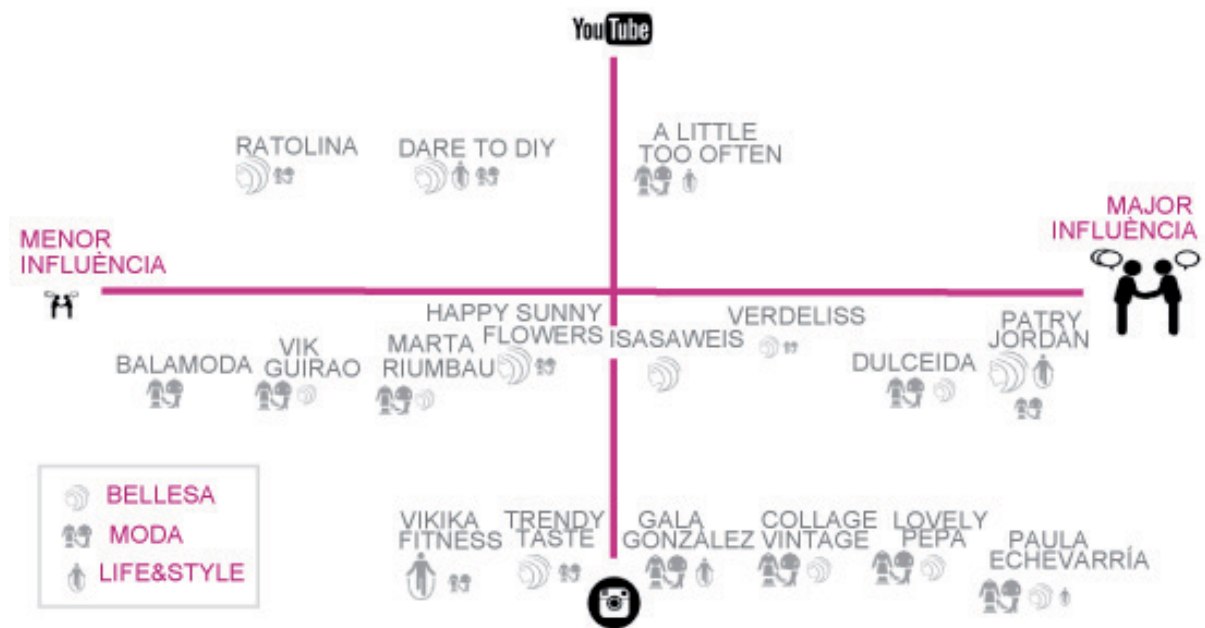 YouTube
RATOLINA
DARE TO DIY
A LITTLE
TOO OFTEN
MENOR
INFLUÈNCIA
MAJOR
INFLUÈNCIA
HAPPY SUNNY
FLOWERS
ISASAWEIS
VERDELISS
PATRY
JORDAN
BALAMODA
VIK
GUIRAO
MARTA
RIUMBAU
DULCEIDA
BELLESA
MODA
LIFE&STYLE
VIKIKA
FITNESS
TRENDY
TASTE
GALA
GONZÀLEZ
COLLAGE
VINTAGE
LOVELY
PEPA
PAULA
ECHEVARRÍA